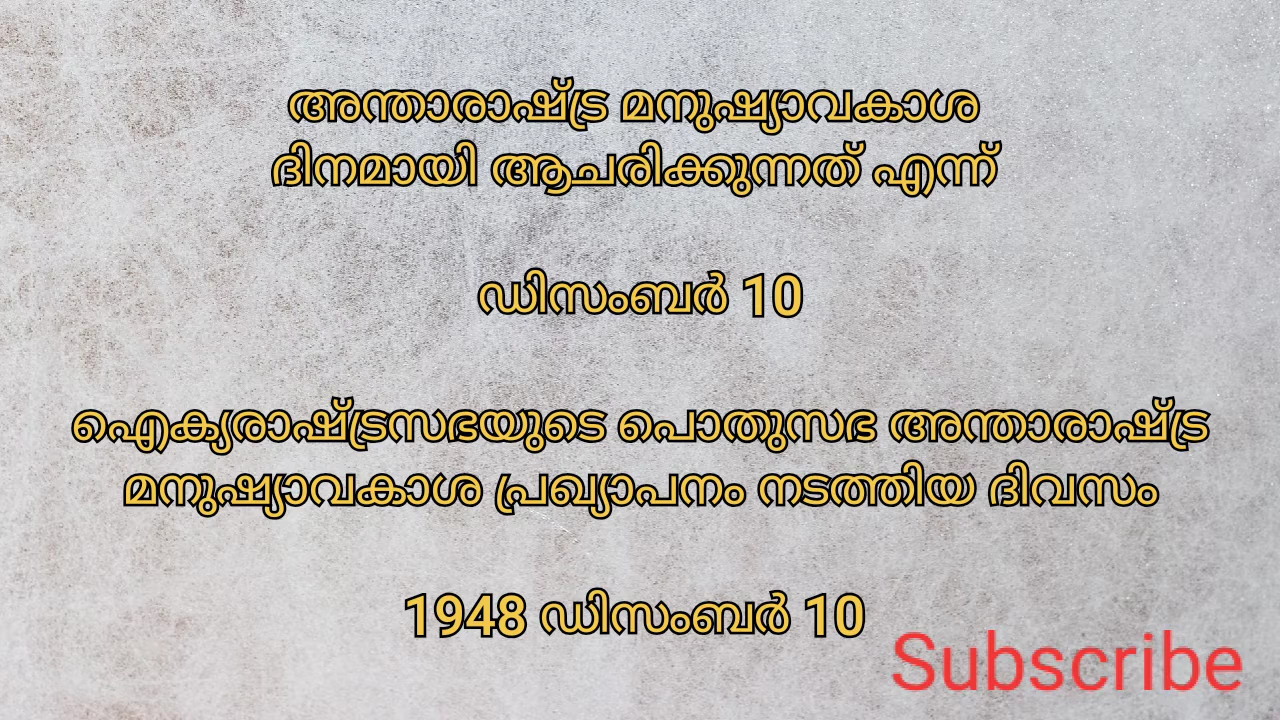 അന്താരാഷ്ട്ര മനുഷ്യാവകാശ
ദിനമായി ആചരിക്കുന്നത് എന്ന്
ഡിസംബർ 10
ഐക്യരാഷ്ട്രസഭയുടെ പൊതുസഭ അന്താരാഷ്ട്ര
മനുഷ്യാവകാശ പ്രഖ്യാപനം നടത്തിയ ദിവസം
1948 ഡിസംബർ 10
Subscribe